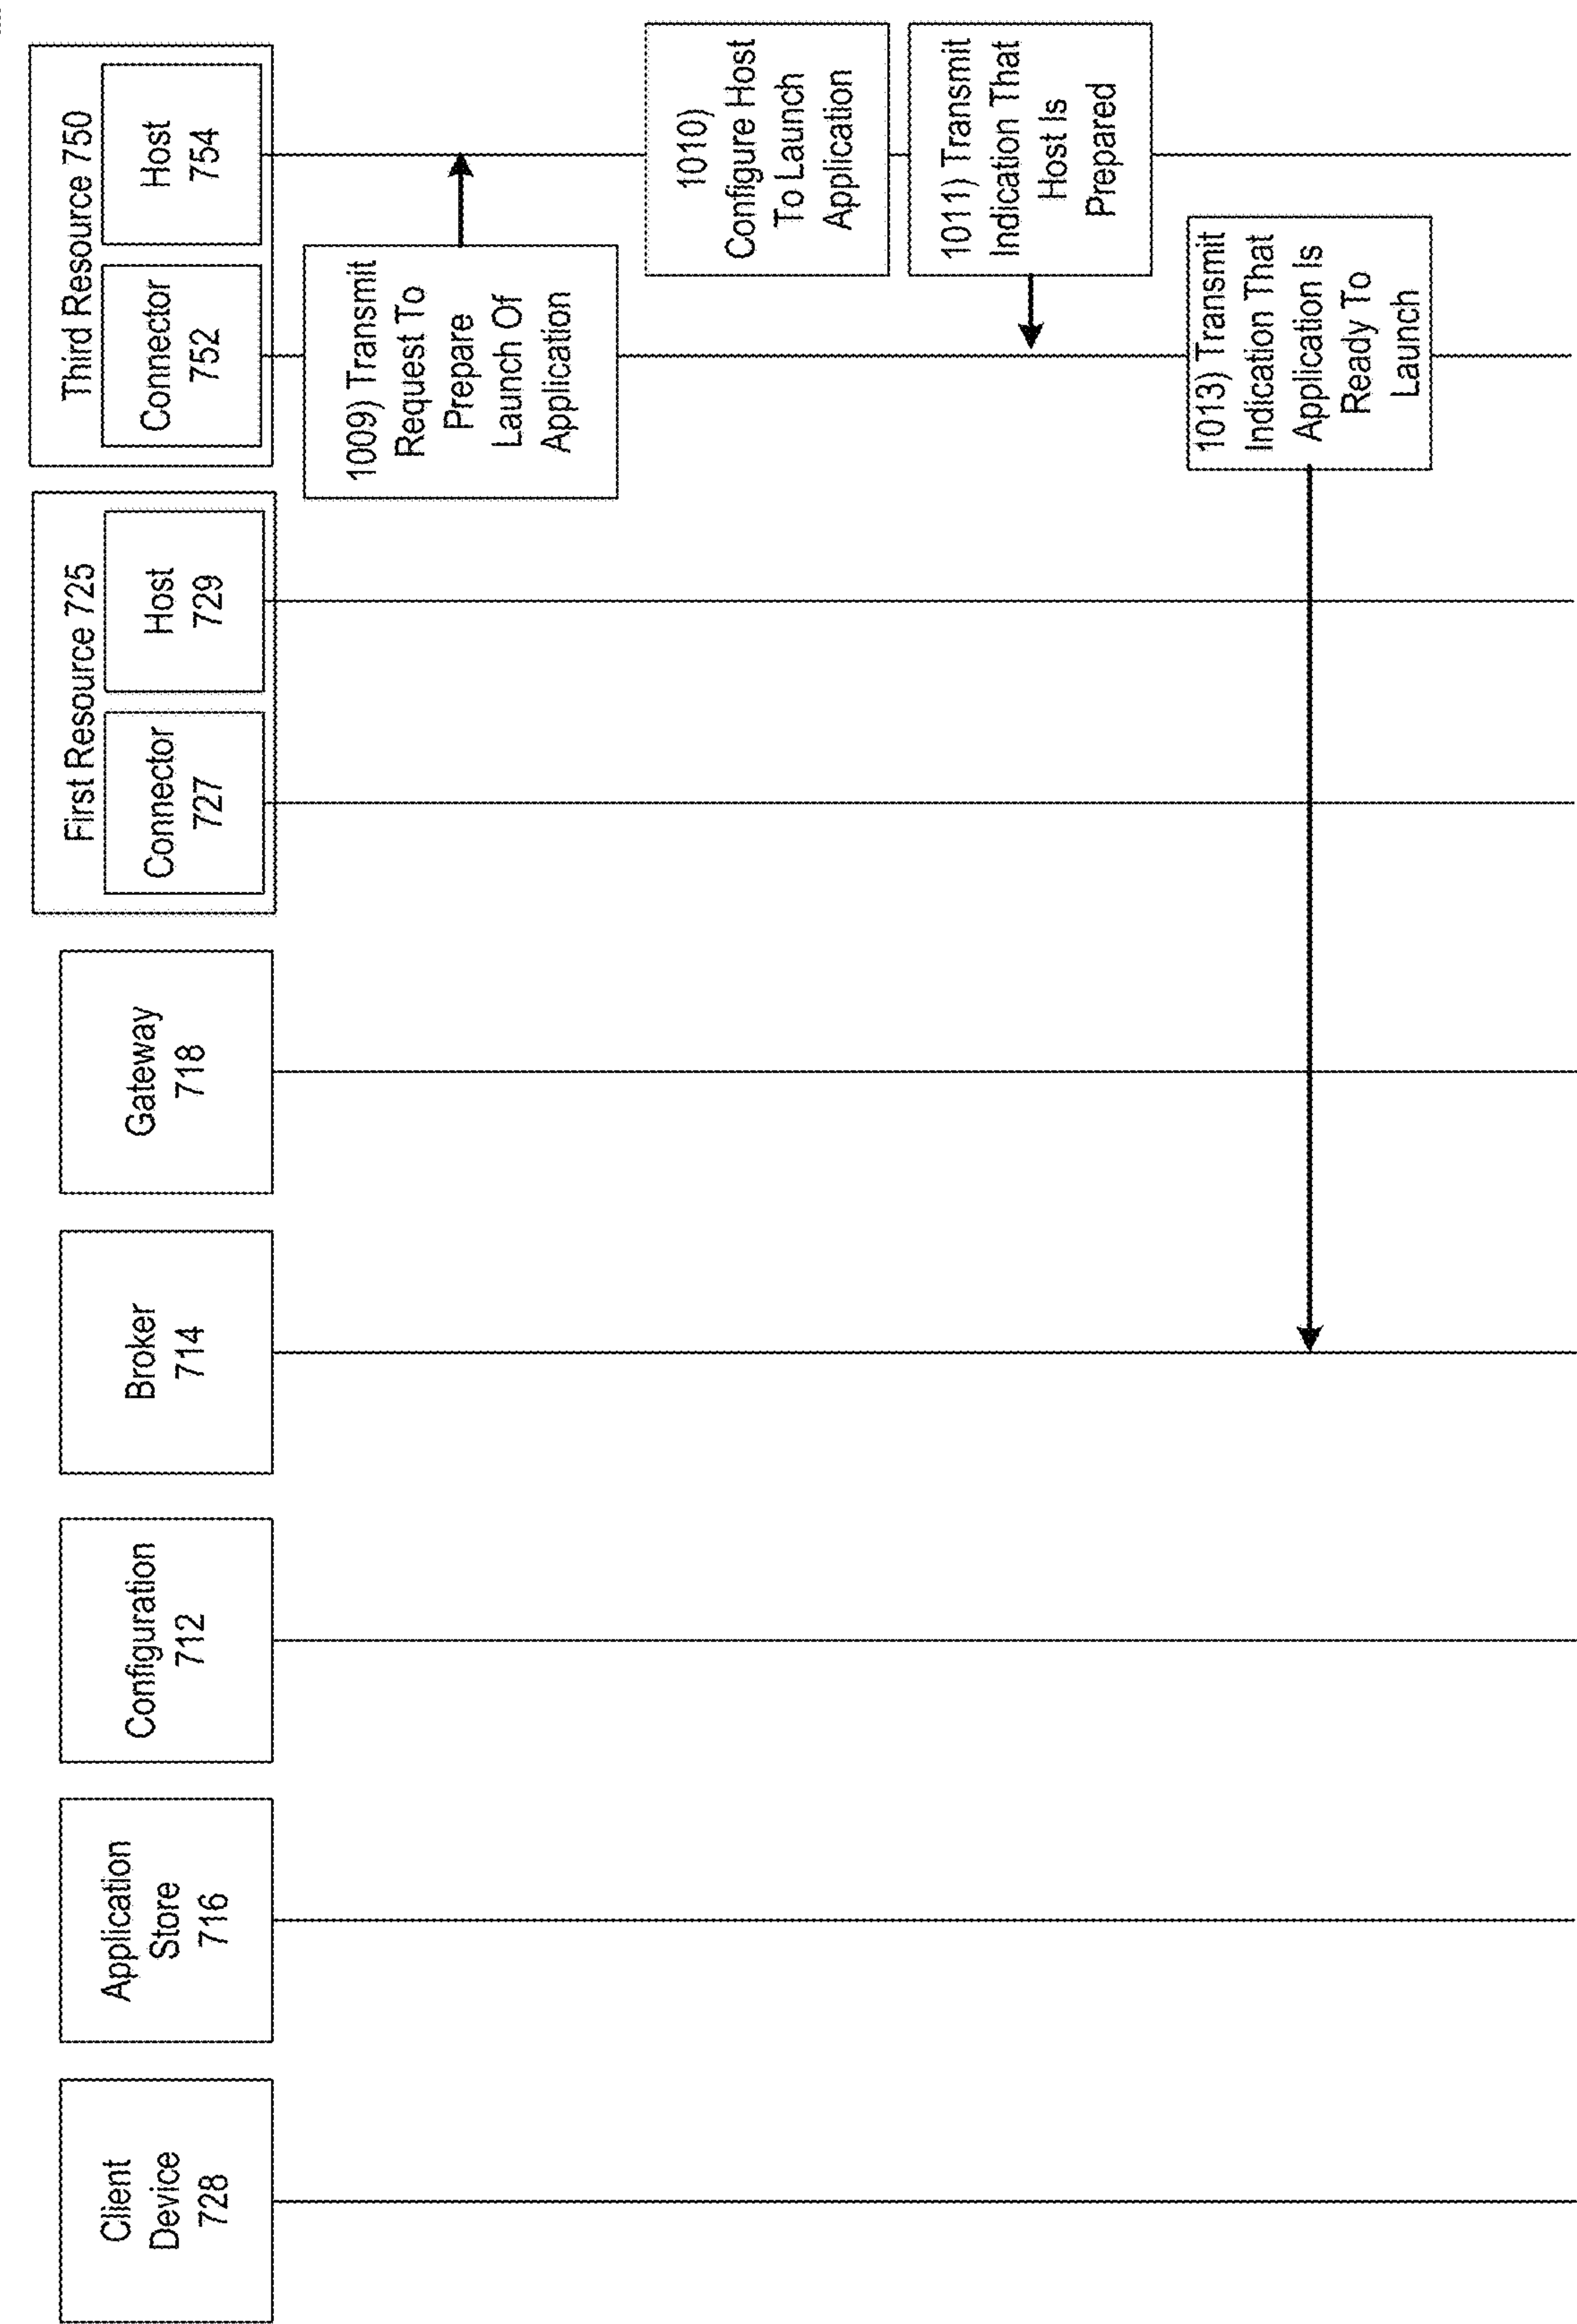 Client
Device
728
Application
Store
716
Configuration
712
Broker
714
Gateway
718
First Resource 725
Connector
727
Host
729
Third Resource 750
Connector
752
Host
754
1009) Transmit
Request To
Prepare
Launch Of
Application
1010)
Configure Host
To Launch
Application
1011) Transmit
Indication That
Host Is
Prepared
1013) Transmit
Indication That
Application Is
Ready To
Launch